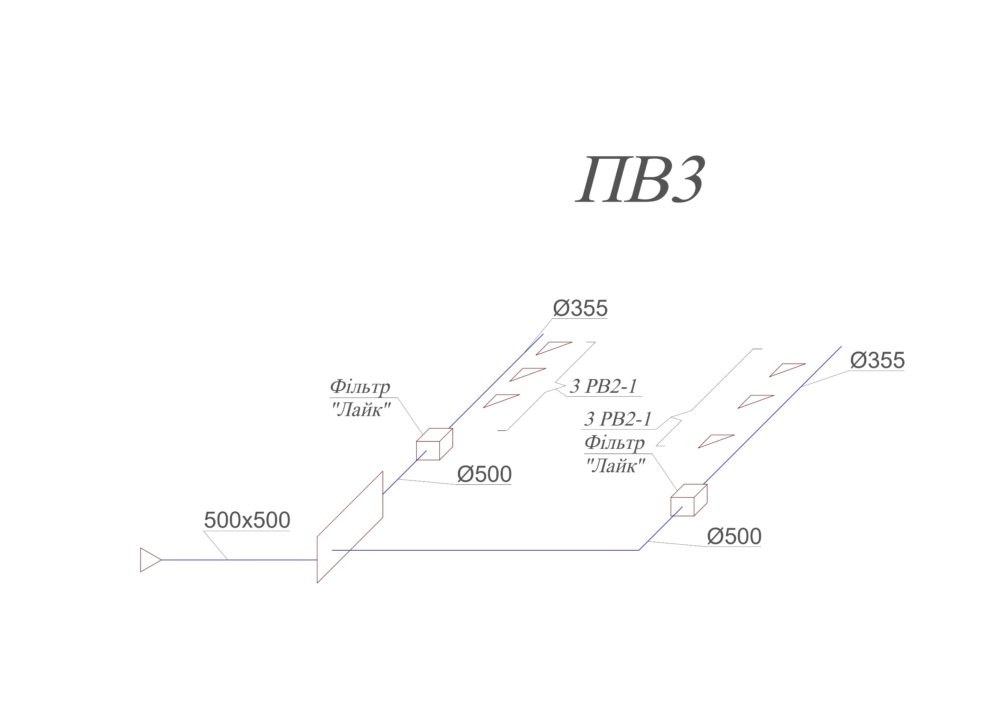 ПВ3
Ø355
Ø355
Фільтр
"Лайк"
3 РВ2-1
3 РВ2-1
Фільтр
"Лайк"
Ø500
500x500
Ø500